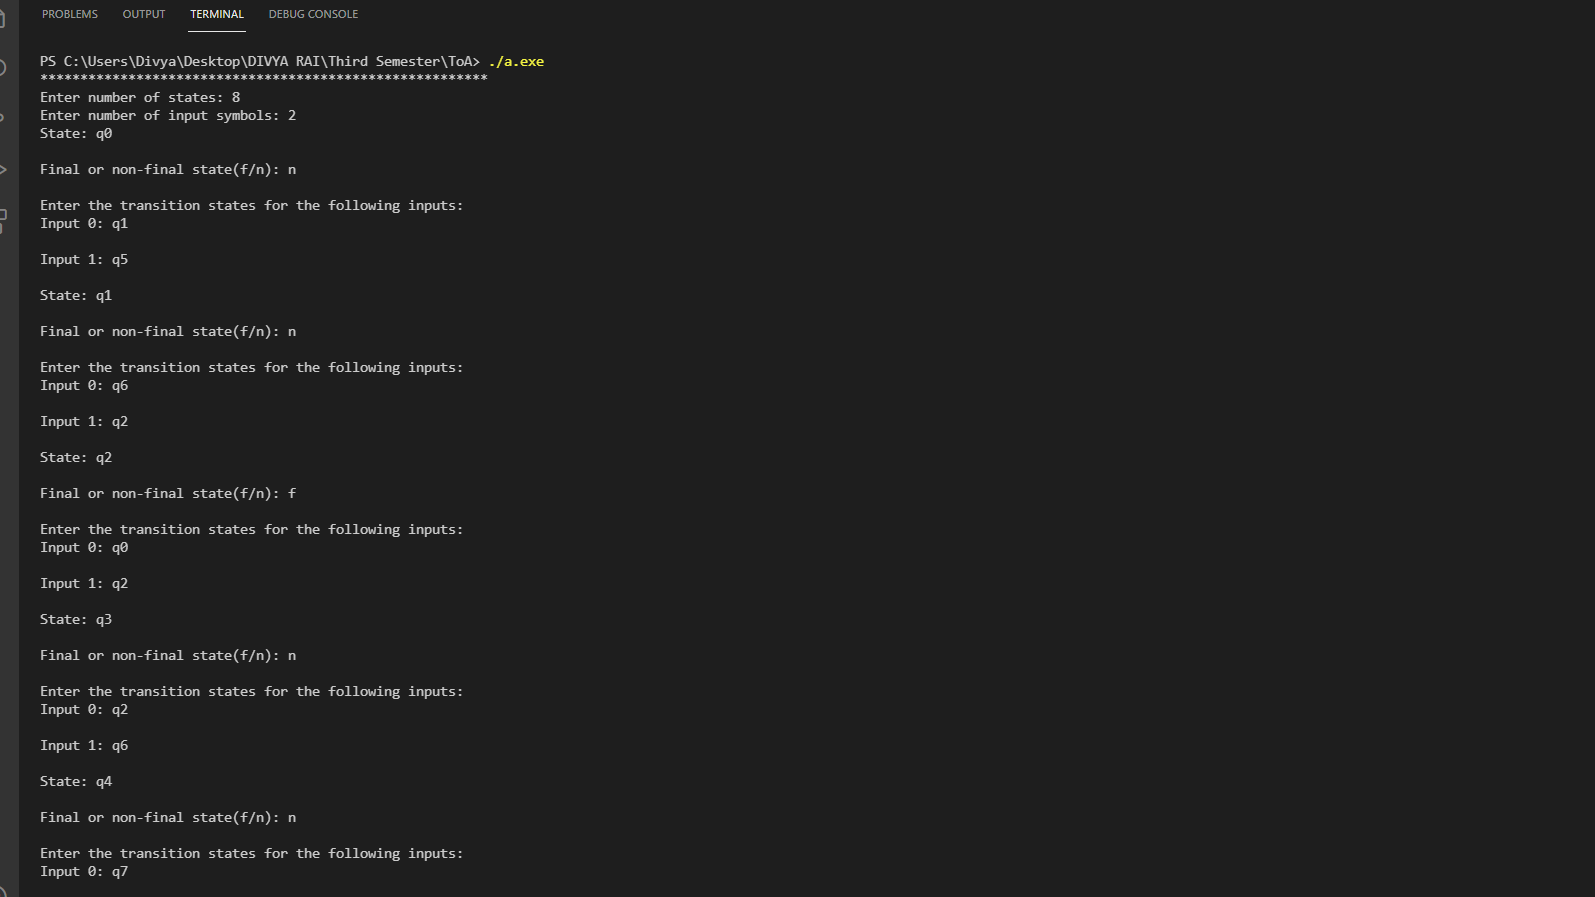 PROBLEMS OUTPUT TERMINAL DEBUG CONSOLE
PS C:\Users\Divya\Desktop\DIVYA RAI\Third Semester\ToA> ./a.exe
********************************************************
Enter number of states: 8
Enter number of input symbols: 2
State: q0
Final or non-final state(f/n): n
Enter the transition states for the following inputs:
Input 0: q1
Input 1: q5
State: q1
Final or non-final state(f/n): n
Enter the transition states for the following inputs:
Input 0: q6
Input 1: q2
State: q2
Final or non-final state(f/n): f
Enter the transition states for the following inputs:
Input 0: q0
Input 1: q2
State: q3
Final or non-final state(f/n): n
Enter the transition states for the following inputs:
Input 0: q2
Input 1: q6
State: q4
Final or non-final state(f/n): n
Enter the transition states for the following inputs:
Input 0: q7